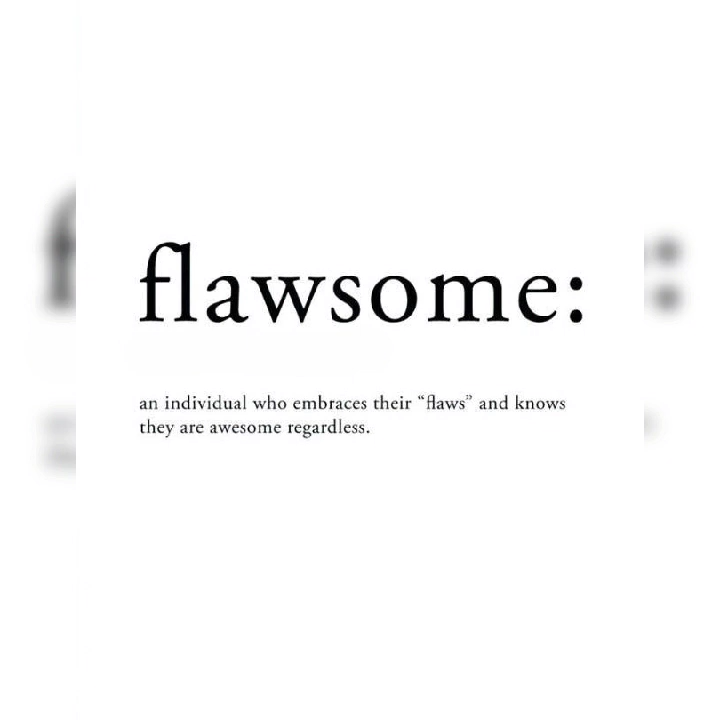 flawsome:
an individual who embraces their “flaws” and knows
they are awesome regardless.